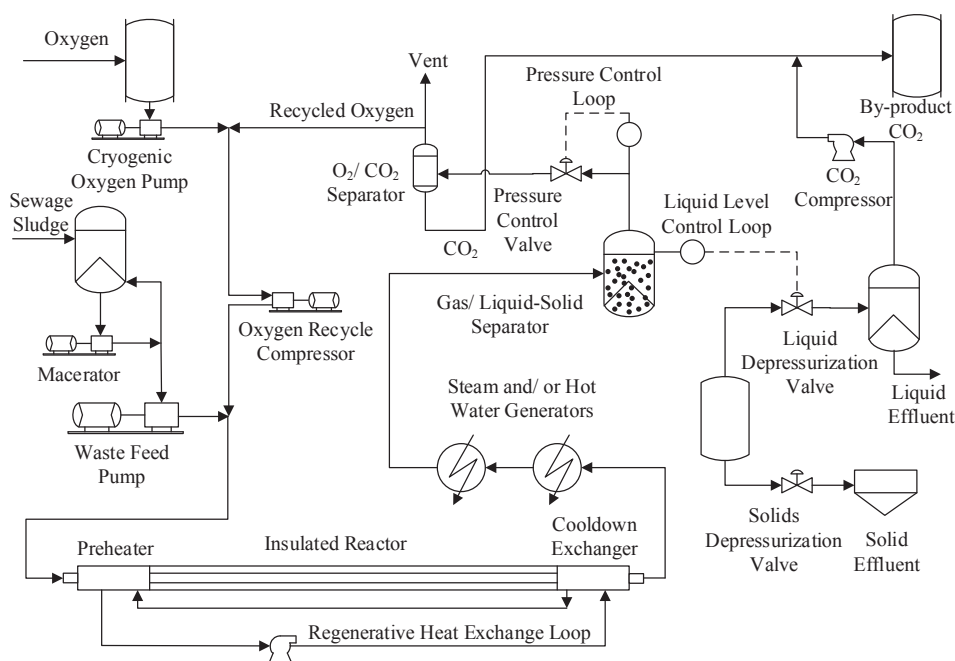 Oxygen
Cryogenic
Oxygen Pump
Sewage
Sludge
Macerator
Waste Feed
Pump
Vent
Recycled Oxygen
O₂/ CO₂
Separator
CO₂
Pressure Control
Loop
Pressure
Control
Valve
Liquid Level
Control Loop
By-product
CO₂
CO₂
Compressor
Gas/ Liquid-Solid
Separator
Oxygen Recycle
Compressor
Liquid
Depressurization
Valve
Liquid
Effluent
Steam and/ or Hot
Water Generators
Solids
Depressurization
Valve
Solid
Effluent
Preheater
Insulated Reactor
Cooldown
Exchanger
Regenerative Heat Exchange Loop